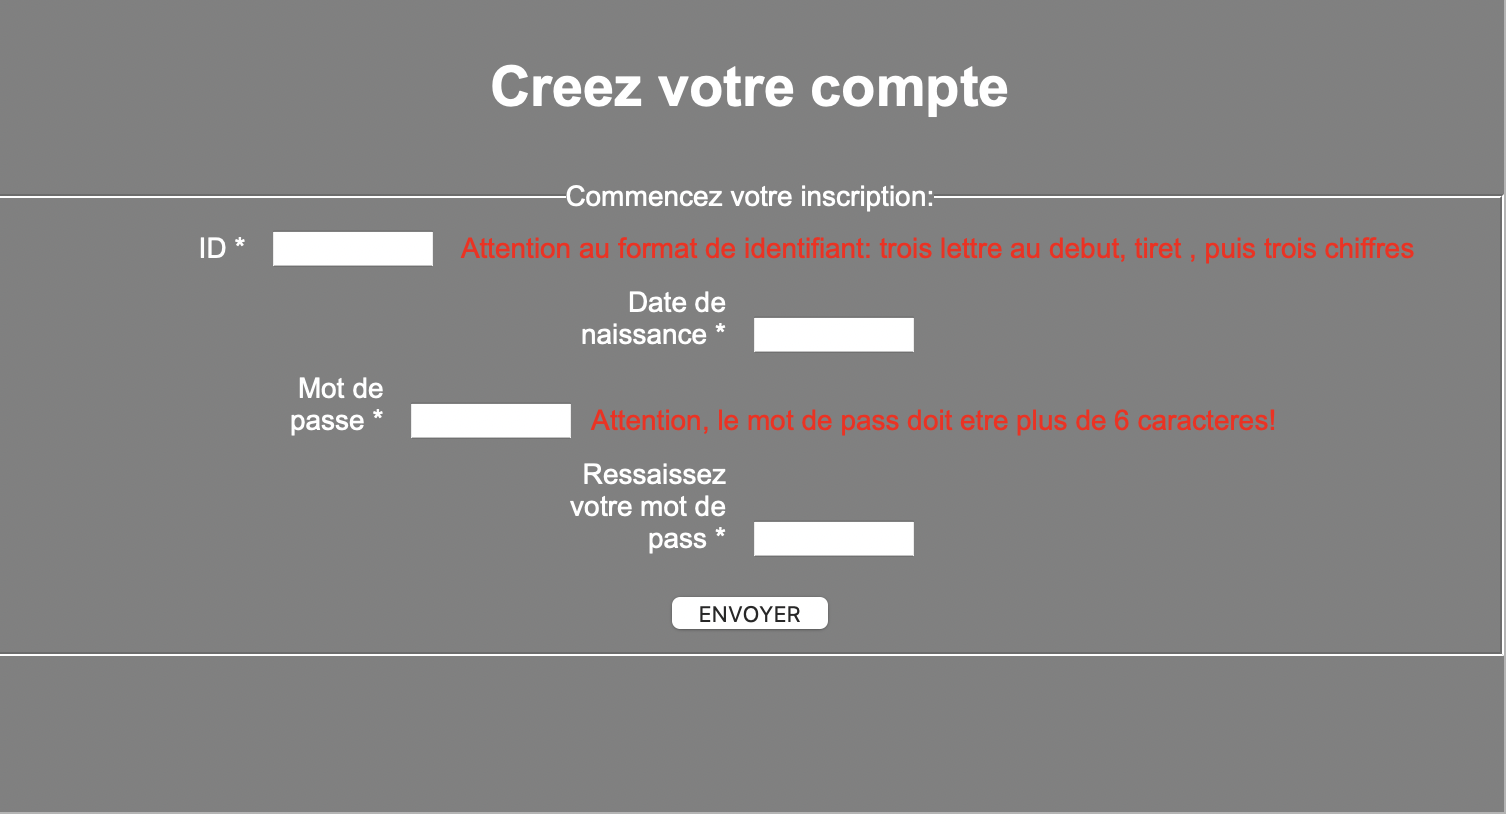 Creez votre compte
Commencez votre inscription:
ID * Attention au format de identifiant: trois lettre au debut, tiret , puis trois chiffres
Date de
naissance *
Mot de
passe * Attention, le mot de pass doit etre plus de 6 caracteres!
Ressaissez
votre mot de
pass *
ENVOYER